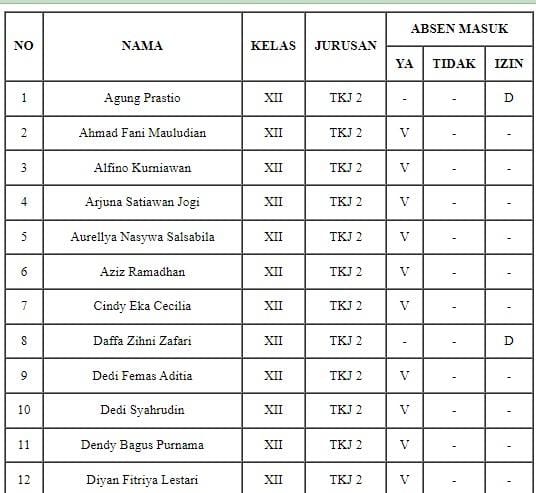 NO NAMA KELAS JURUSAN ABSEN MASUK
YA TIDAK IZIN
1 Agung Prastio XII TKJ 2 - - D
2 Ahmad Fani Mauludian XII TKJ 2 V - -
3 Alfino Kurniawan XII TKJ 2 V - -
4 Arjuna Satiawan Jogi XII TKJ 2 V - -
5 Aurellya Nasywa Salsabila XII TKJ 2 V - -
6 Aziz Ramadhan XII TKJ 2 V - -
7 Cindy Eka Cecilia XII TKJ 2 V - -
8 Daffa Zihni Zafari XII TKJ 2 - - D
9 Dedi Femas Aditia XII TKJ 2 V - -
10 Dedi Syahrudin XII TKJ 2 V - -
11 Dendy Bagus Purnama XII TKJ 2 V - -
12 Diyan Fitriya Lestari XII TKJ 2 V - -